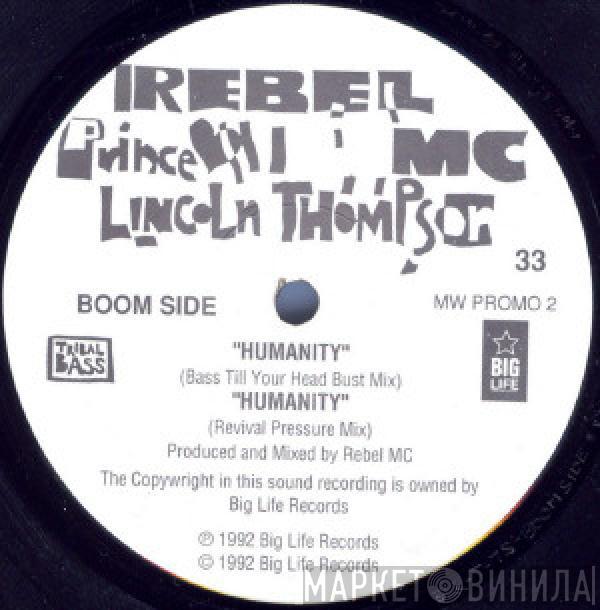 REBEL
Prince MC
LINCOLN THOMPSON
33
BOOM SIDE
MW PROMO 2
TRIBAL
BASS
BIG
LIFE
"HUMANITY"
(Bass Till Your Head Bust Mix)
"HUMANITY"
(Revival Pressure Mix)
Produced and Mixed by Rebel MC
The Copywright in this sound recording is owned by
Big Life Records
℗ 1992 Big Life Records
© 1992 Big Life Records
МАРКЕТ ВИНИЛА